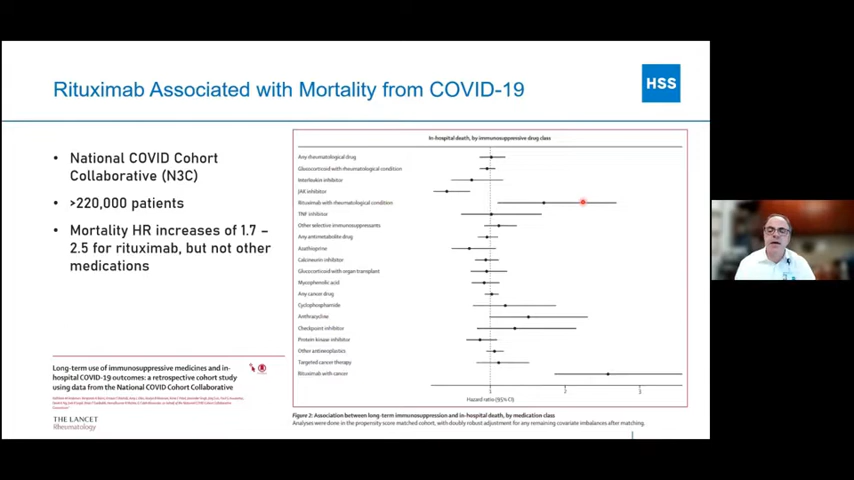 Rituximab Associated with Mortality from COVID-19
HSS
• National COVID Cohort
Collaborative (N3C)
• >220,000 patients
• Mortality HR increases of 1.7 –
2.5 for rituximab, but not other
medications
Long-term use of immunosuppressive medicines and in-
hospital COVID-19 outcomes: a retrospective cohort study
using data from the National COVID Cohort Collaborative
THE LANCET
Rheumatology
In-hospital death, by immunosuppressive drug class
Any rheumatological drug
Glucocorticoid with rheumatological condition
Interleukin inhibitor
JAK inhibitor
Rituximab with rheumatological condition
TNF inhibitor
Other selective immunosuppressants
Any antimetabolite drug
Azathioprine
Calcineurin inhibitor
Glucocorticoid with organ transplant
Mycophenolic acid
Any cancer drug
Cyclophosphamide
Anthracycline
Checkpoint inhibitor
Protein kinase inhibitor
Other antineoplastics
Targeted cancer therapy
Rituximab with cancer
1 2 3
Hazard ratio (95% CI)
Figure 2: Association between long-term immunosuppression and in-hospital death, by medication class
Analyses were done in the propensity score matched cohort, with doubly robust adjustment for any remaining covariate imbalances after matching.